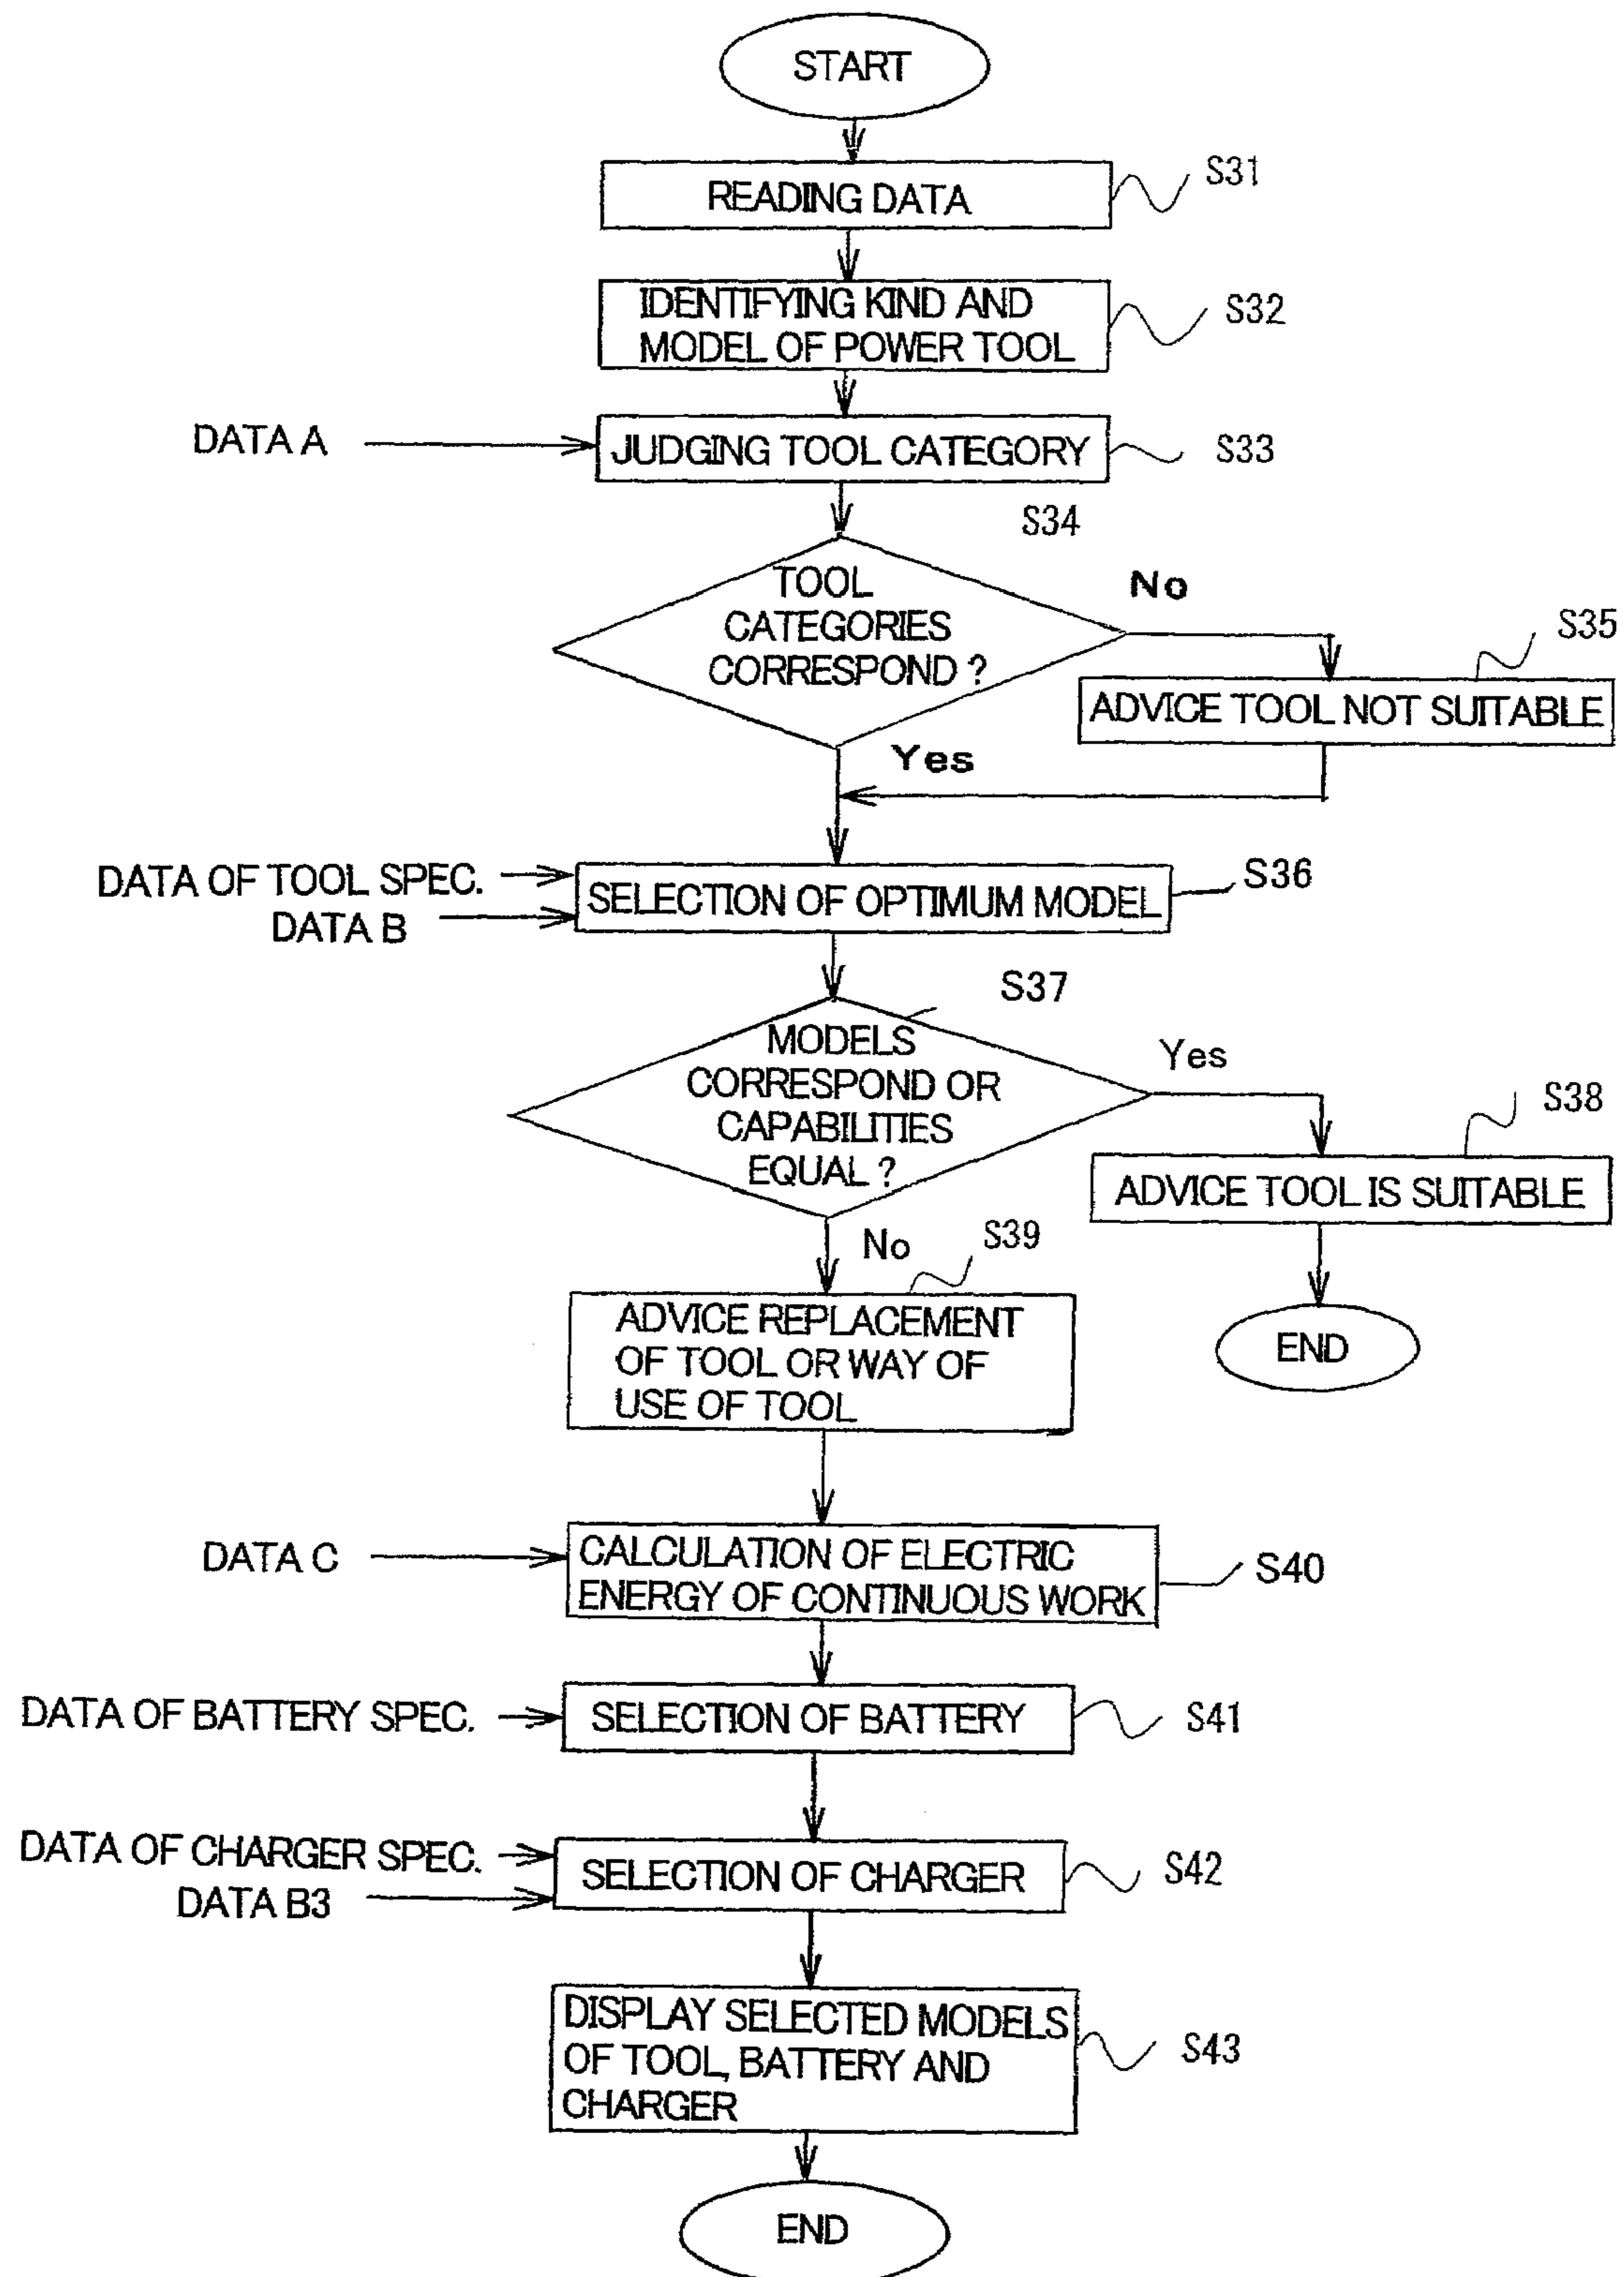 START
READING DATA
S31
IDENTIFYING KIND AND
MODEL OF POWER TOOL
S32
DATA A
JUDGING TOOL CATEGORY
S33
S34
TOOL
CATEGORIES
CORRESPOND ?
No
S35
ADVICE TOOL NOT SUITABLE
Yes
DATA OF TOOL SPEC.
DATA B
SELECTION OF OPTIMUM MODEL
S36
S37
MODELS
CORRESPOND OR
CAPABILITIES
EQUAL ?
Yes
S38
ADVICE TOOL IS SUITABLE
END
No
S39
ADVICE REPLACEMENT
OF TOOL OR WAY OF
USE OF TOOL
DATA C
CALCULATION OF ELECTRIC
ENERGY OF CONTINUOUS WORK
S40
DATA OF BATTERY SPEC.
SELECTION OF BATTERY
S41
DATA OF CHARGER SPEC.
DATA B3
SELECTION OF CHARGER
S42
DISPLAY SELECTED MODELS
OF TOOL, BATTERY AND
CHARGER
S43
END